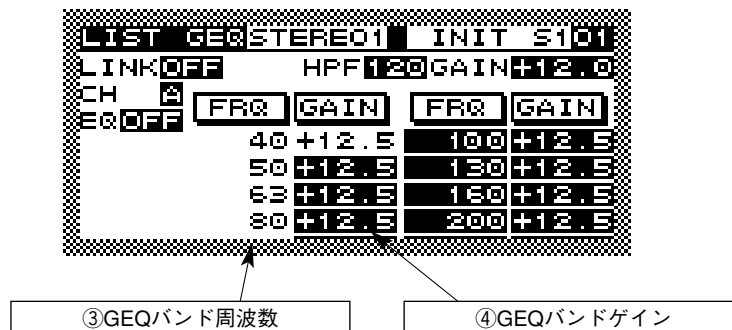 LIST GEQ STEREO1 INIT S1 01
LINK OFF HPF 120 GAIN +12.0
CH A FRQ GAIN FRQ GAIN
EQ OFF
40 +12.5 100 +12.5
50 +12.5 130 +12.5
63 +12.5 160 +12.5
80 +12.5 200 +12.5
③GEQバンド周波数 ④GEQバンドゲイン